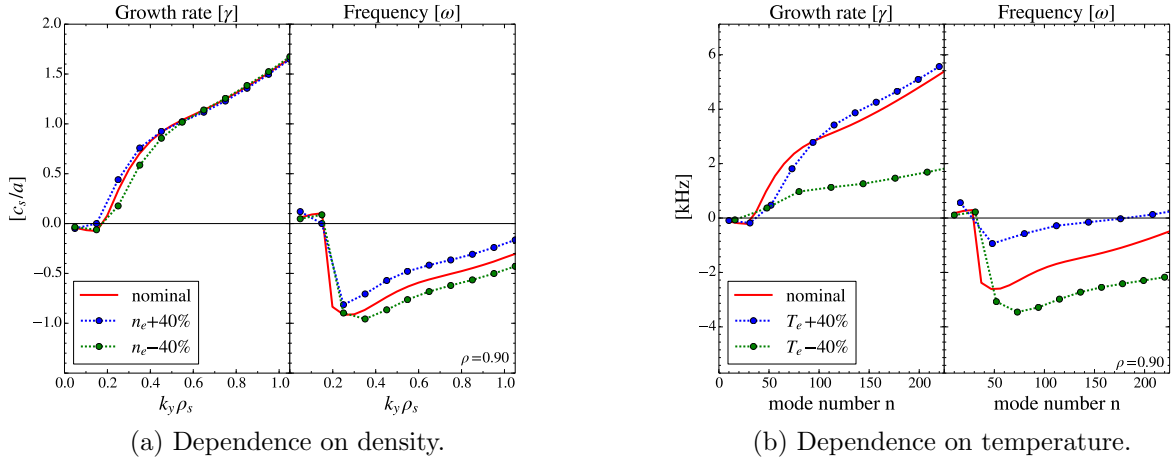 Growth rate [γ]
Frequency [ω]
[c_s/a]
2.0
1.5
1.0
0.5
0.0
−0.5
−1.0
nominal
n_e+40%
n_e−40%
ρ=0.90
0.0 0.2 0.4 0.6 0.8 1.0
0.2 0.4 0.6 0.8 1.0
k_yρ_s
k_yρ_s
(a) Dependence on density.
Growth rate [γ]
Frequency [ω]
[kHz]
6
4
2
0
−2
−4
nominal
T_e+40%
T_e−40%
ρ=0.90
0 50 100 150 200
50 100 150 200
mode number n
mode number n
(b) Dependence on temperature.